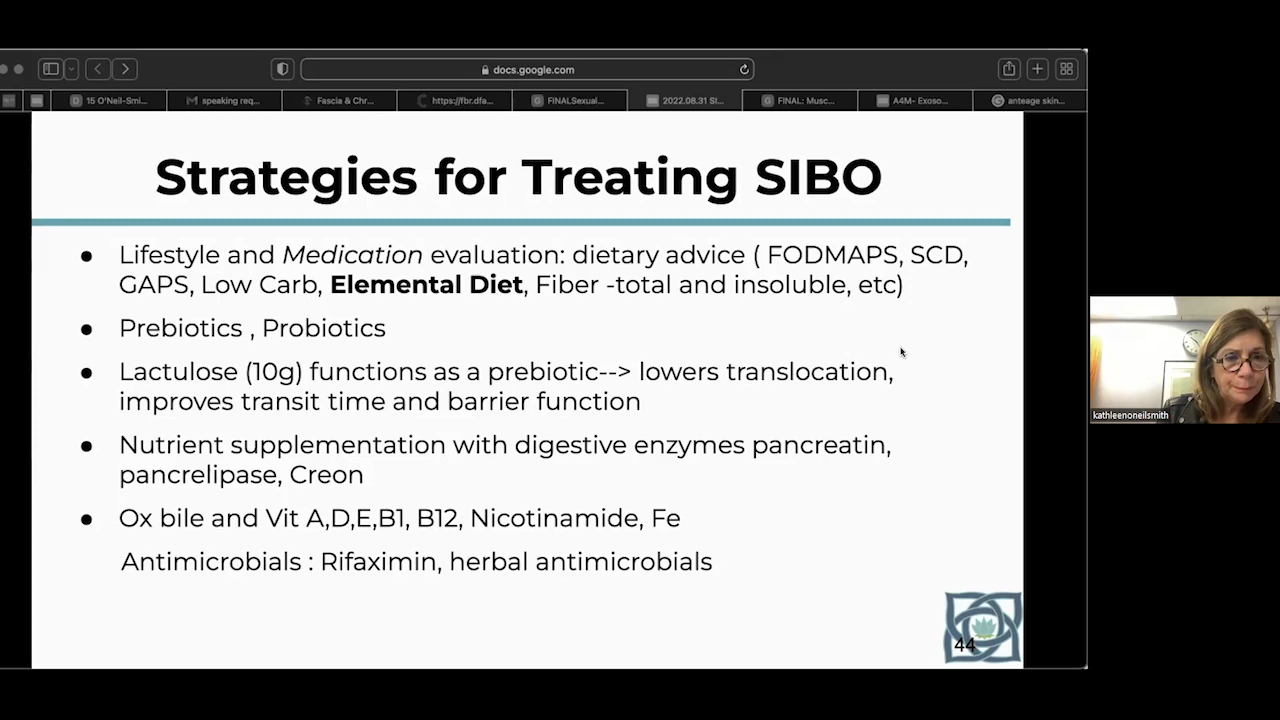 docs.google.com
15 O'Neil-Smi...
speaking req...
Fascia & Chr...
https://fbr.dfa...
FINALSexual...
2022.08.31 SI...
FINAL: Musc...
A4M- Exoso...
anteage skin...
Strategies for Treating SIBO
● Lifestyle and Medication evaluation: dietary advice ( FODMAPS, SCD,
GAPS, Low Carb, Elemental Diet, Fiber -total and insoluble, etc)
● Prebiotics , Probiotics
● Lactulose (10g) functions as a prebiotic--> lowers translocation,
improves transit time and barrier function
● Nutrient supplementation with digestive enzymes pancreatin,
pancrelipase, Creon
● Ox bile and Vit A,D,E,B1, B12, Nicotinamide, Fe
Antimicrobials : Rifaximin, herbal antimicrobials
44
kathleenoneilsmith